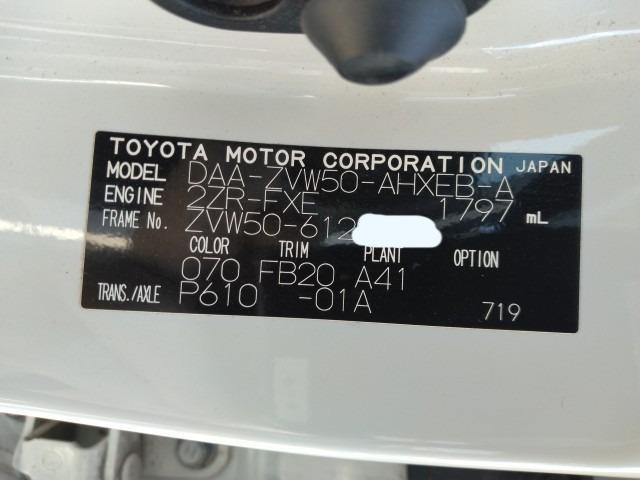 TOYOTA MOTOR CORPORATION JAPAN
MODEL DAA-ZVW50-AHXEB-A
ENGINE 2ZR-FXE 1797 mL
FRAME No. ZVW50-612
COLOR TRIM PLANT OPTION
070 FB20 A41
TRANS./AXLE P610 -01A 719